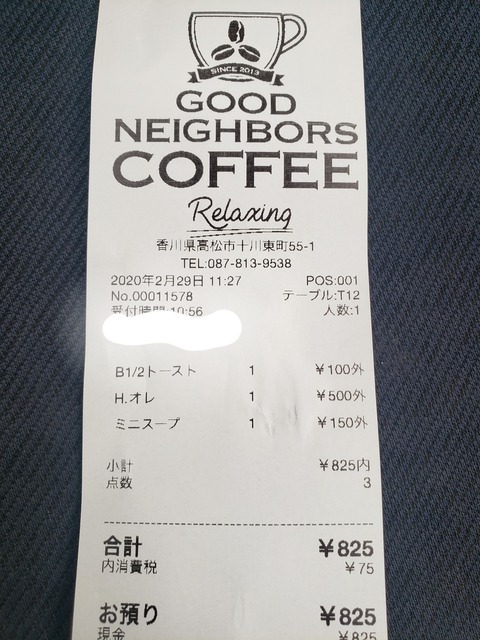 SINCE 2013
GOOD
NEIGHBORS
COFFEE
Relaxing
香川県高松市十川東町55-1
TEL:087-813-9538
2020年2月29日 11:27 POS:001
No.00011578 テーブル:T12
受付時間 10:56 人数:1
B1/2トースト 1 ¥100外
H.オレ 1 ¥500外
ミニスープ 1 ¥150外
小計 ¥825内
点数 3
合計 ¥825
内消費税 ¥75
お預り ¥825
現金 ¥825